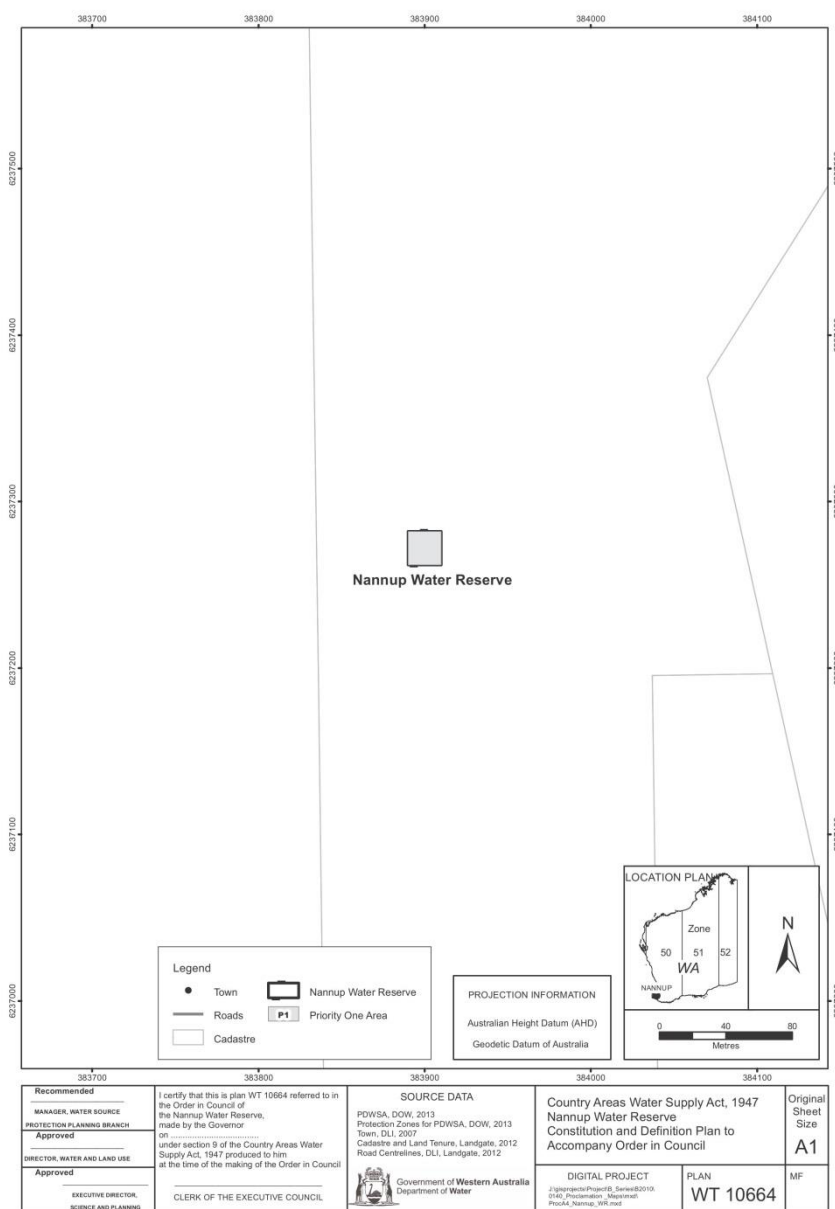 383700 383800 383900 384000 384100
6237500
6237400
6237300
6237200
6237100
6237000
Nannup Water Reserve
LOCATION PLAN
Zone
50 51 52
WA
NANNUP
N
0 40 80
Metres
Legend
Town
Roads
Cadastre
Nannup Water Reserve
P1 Priority One Area
PROJECTION INFORMATION
Australian Height Datum (AHD)
Geodetic Datum of Australia
383700 383800 383900 384000 384100
Recommended
MANAGER, WATER SOURCE
PROTECTION PLANNING BRANCH
Approved
DIRECTOR, WATER AND LAND USE
Approved
EXECUTIVE DIRECTOR,
SCIENCE AND PLANNING
I certify that this is plan WT 10664 referred to in
the Order in Council of
the Nannup Water Reserve,
made by the Governor
on ................................
under section 9 of the Country Areas Water
Supply Act, 1947 produced to him
at the time of the making of the Order in Council
CLERK OF THE EXECUTIVE COUNCIL
SOURCE DATA
PDWSA, DOW, 2013
Protection Zones for PDWSA, DOW, 2013
Town, DLI, 2007
Cadastre and Land Tenure, Landgate, 2012
Road Centrelines, DLI, Landgate, 2012
Government of Western Australia
Department of Water
Country Areas Water Supply Act, 1947
Nannup Water Reserve
Constitution and Definition Plan to
Accompany Order in Council
DIGITAL PROJECT
J:\gisprojects\Project\B_Series\B2010\
0140_Proclamation _Maps\mxd\
ProcA4_Nannup_WR.mxd
PLAN
WT 10664
Original
Sheet
Size
A1
MF